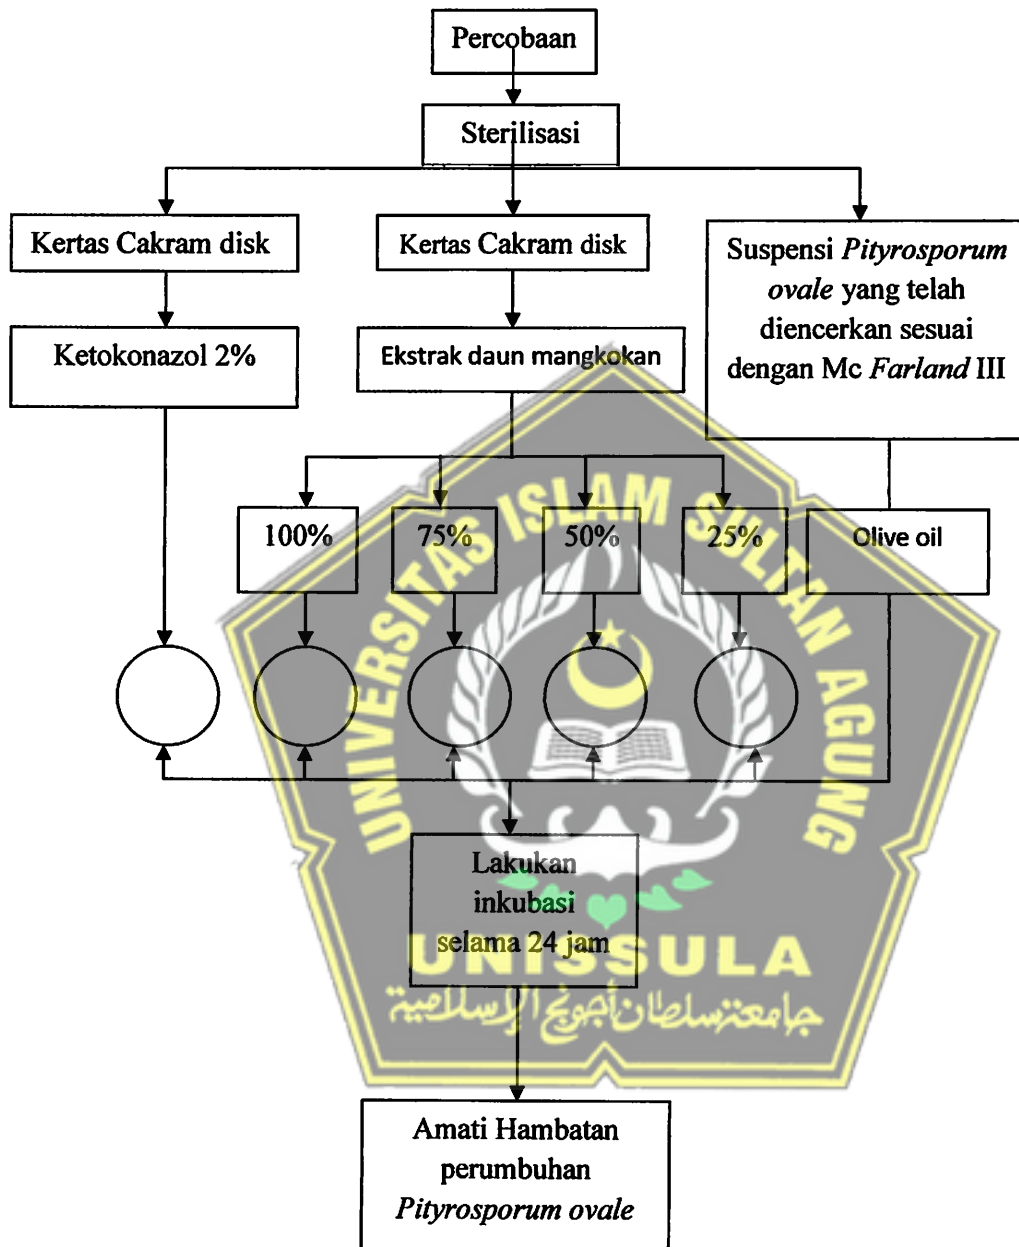 Percobaan
Sterilisasi
Kertas Cakram disk
Kertas Cakram disk
Suspensi Pityrosporum
ovale yang telah
diencerkan sesuai
dengan Mc Farland III
Ketokonazol 2%
Ekstrak daun mangkokan
100%
75%
50%
25%
Olive oil
UNIVERSITAS ISLAM SULTAN AGUNG
Lakukan
inkubasi
selama 24 jam
UNISSULA
جامعتنسلطان أجونج الإسلامية
Amati Hambatan
perumbuhan
Pityrosporum ovale